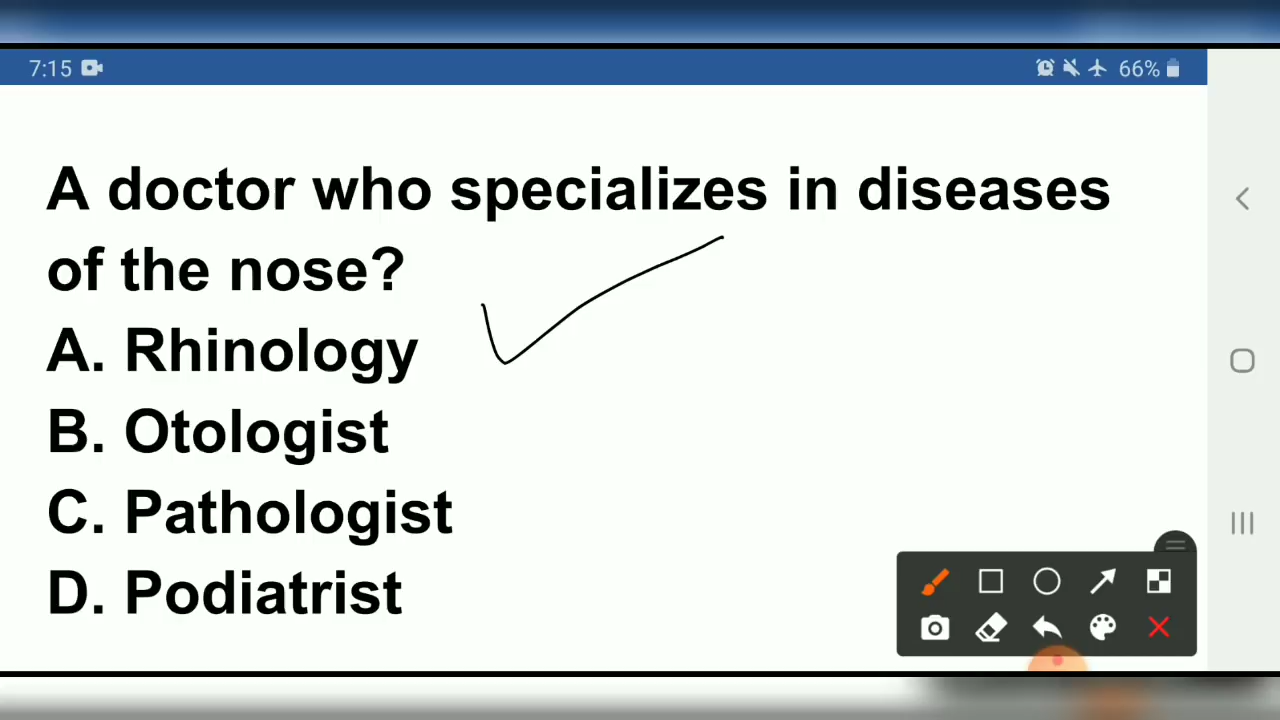 7:15
66%
A doctor who specializes in diseases
of the nose?
A. Rhinology
B. Otologist
C. Pathologist
D. Podiatrist